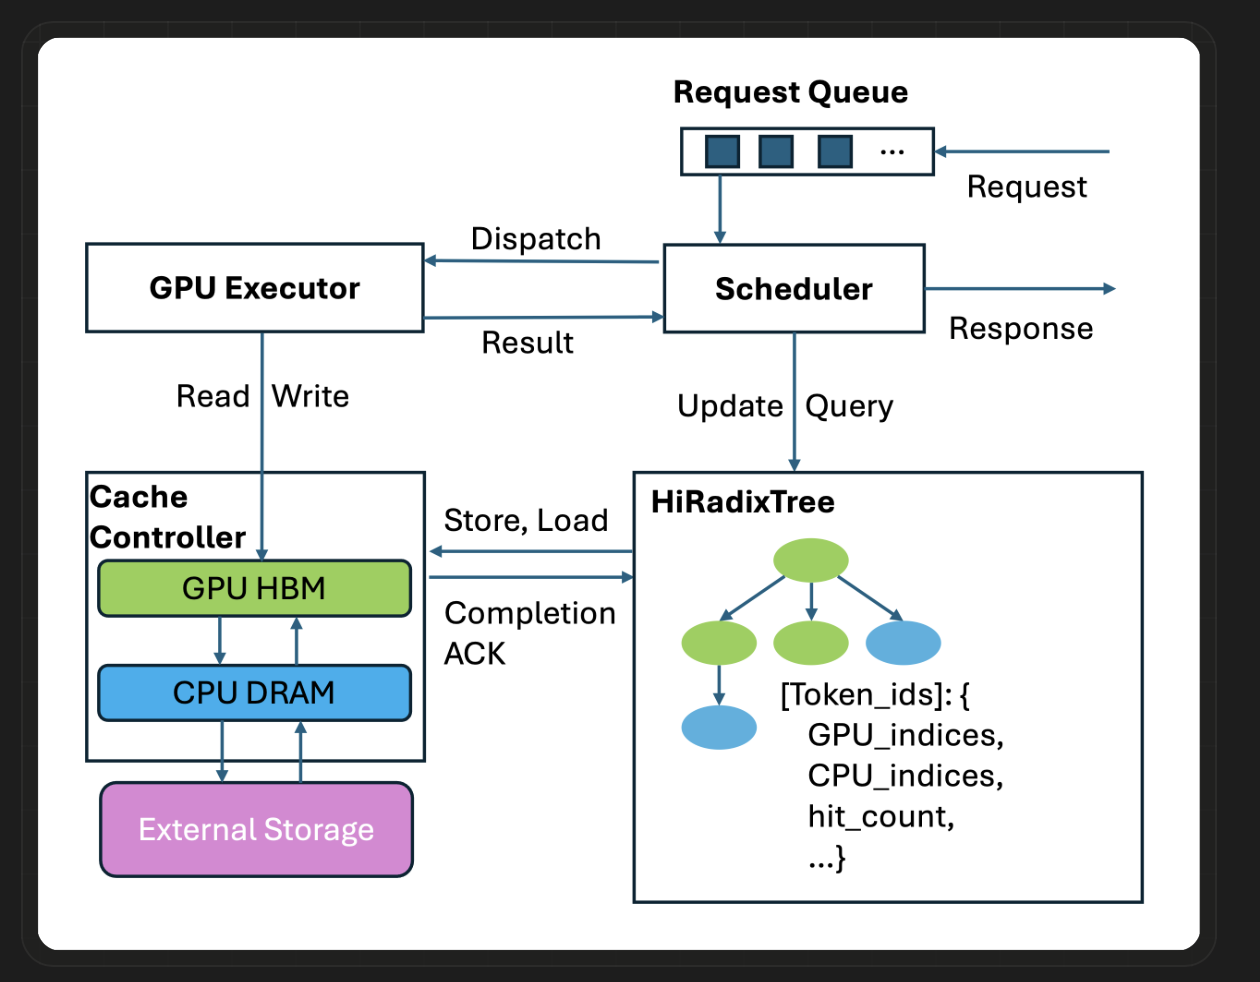 Request Queue
...
Request
Dispatch
GPU Executor
Scheduler
Result
Response
Read Write
Update Query
Cache
Controller
GPU HBM
CPU DRAM
External Storage
Store, Load
Completion
ACK
HiRadixTree
[Token_ids]: {
GPU_indices,
CPU_indices,
hit_count,
...}